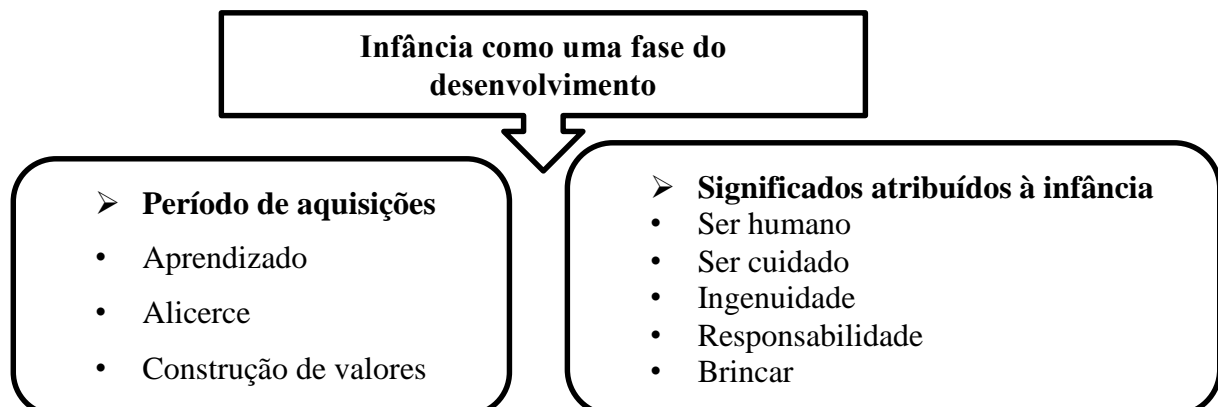 Infância como uma fase do
desenvolvimento
➢ Período de aquisições
• Aprendizado
• Alicerce
• Construção de valores
➢ Significados atribuídos à infância
• Ser humano
• Ser cuidado
• Ingenuidade
• Responsabilidade
• Brincar